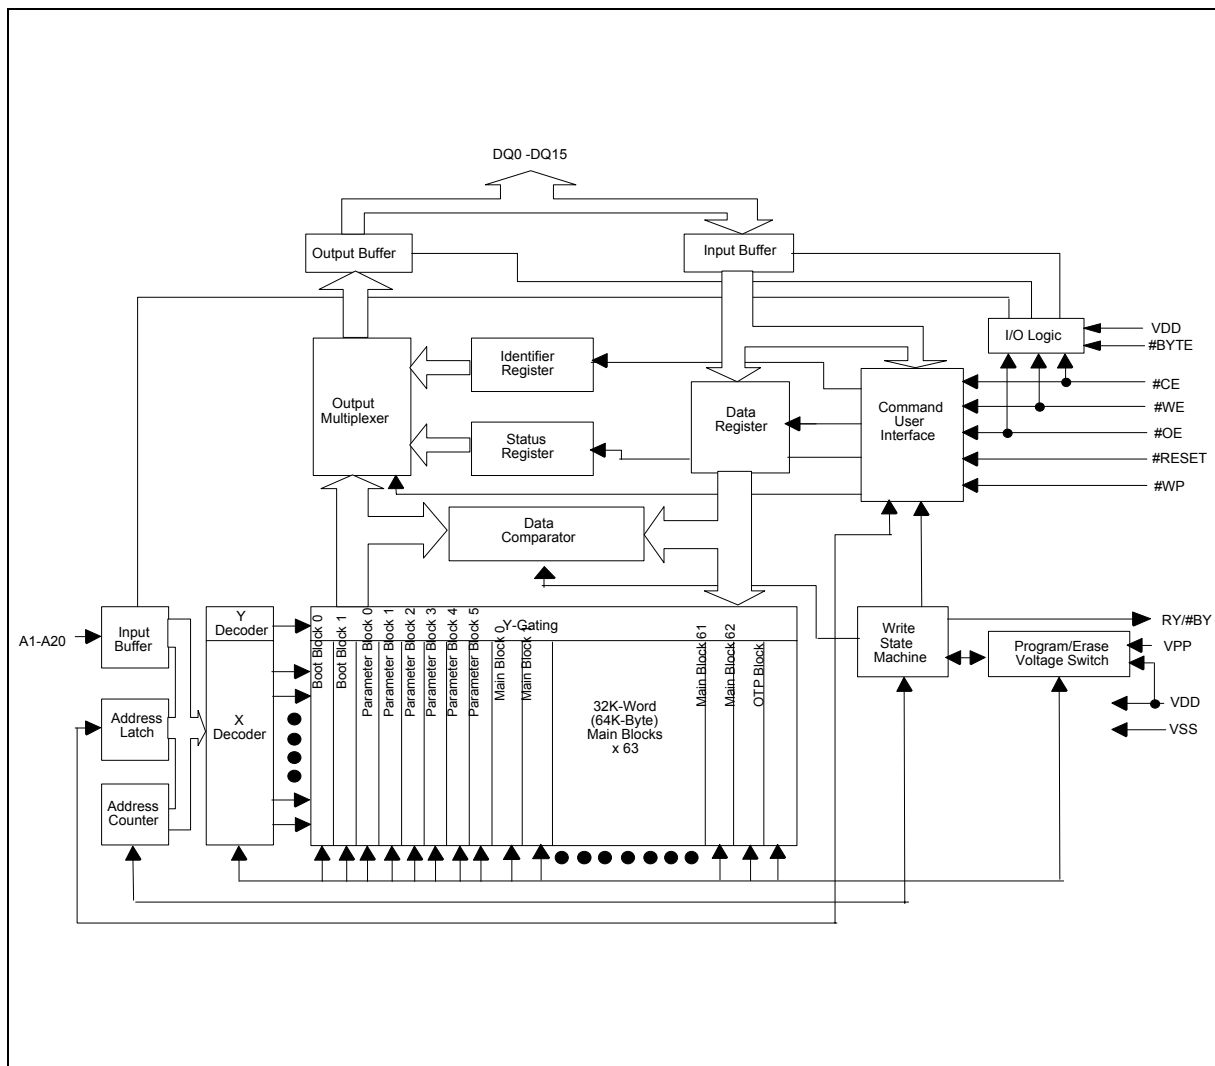 DQ0 -DQ15
Output Buffer
Input Buffer
I/O Logic
VDD
#BYTE
Identifier
Register
Output
Multiplexer
Status
Register
Data
Register
Command
User
Interface
#CE
#WE
#OE
#RESET
#WP
Data
Comparator
A1-A20
Input
Buffer
Address
Latch
Address
Counter
Y
Decoder
X
Decoder
Y-Gating
Boot Block 0
Boot Block 1
Parameter Block 0
Parameter Block 1
Parameter Block 2
Parameter Block 3
Parameter Block 4
Parameter Block 5
Main Block 0
Main Block 1
32K-Word
(64K-Byte)
Main Blocks
x 63
Main Block 61
Main Block 62
OTP Block
Write
State
Machine
Program/Erase
Voltage Switch
RY/#BY
VPP
VDD
VSS